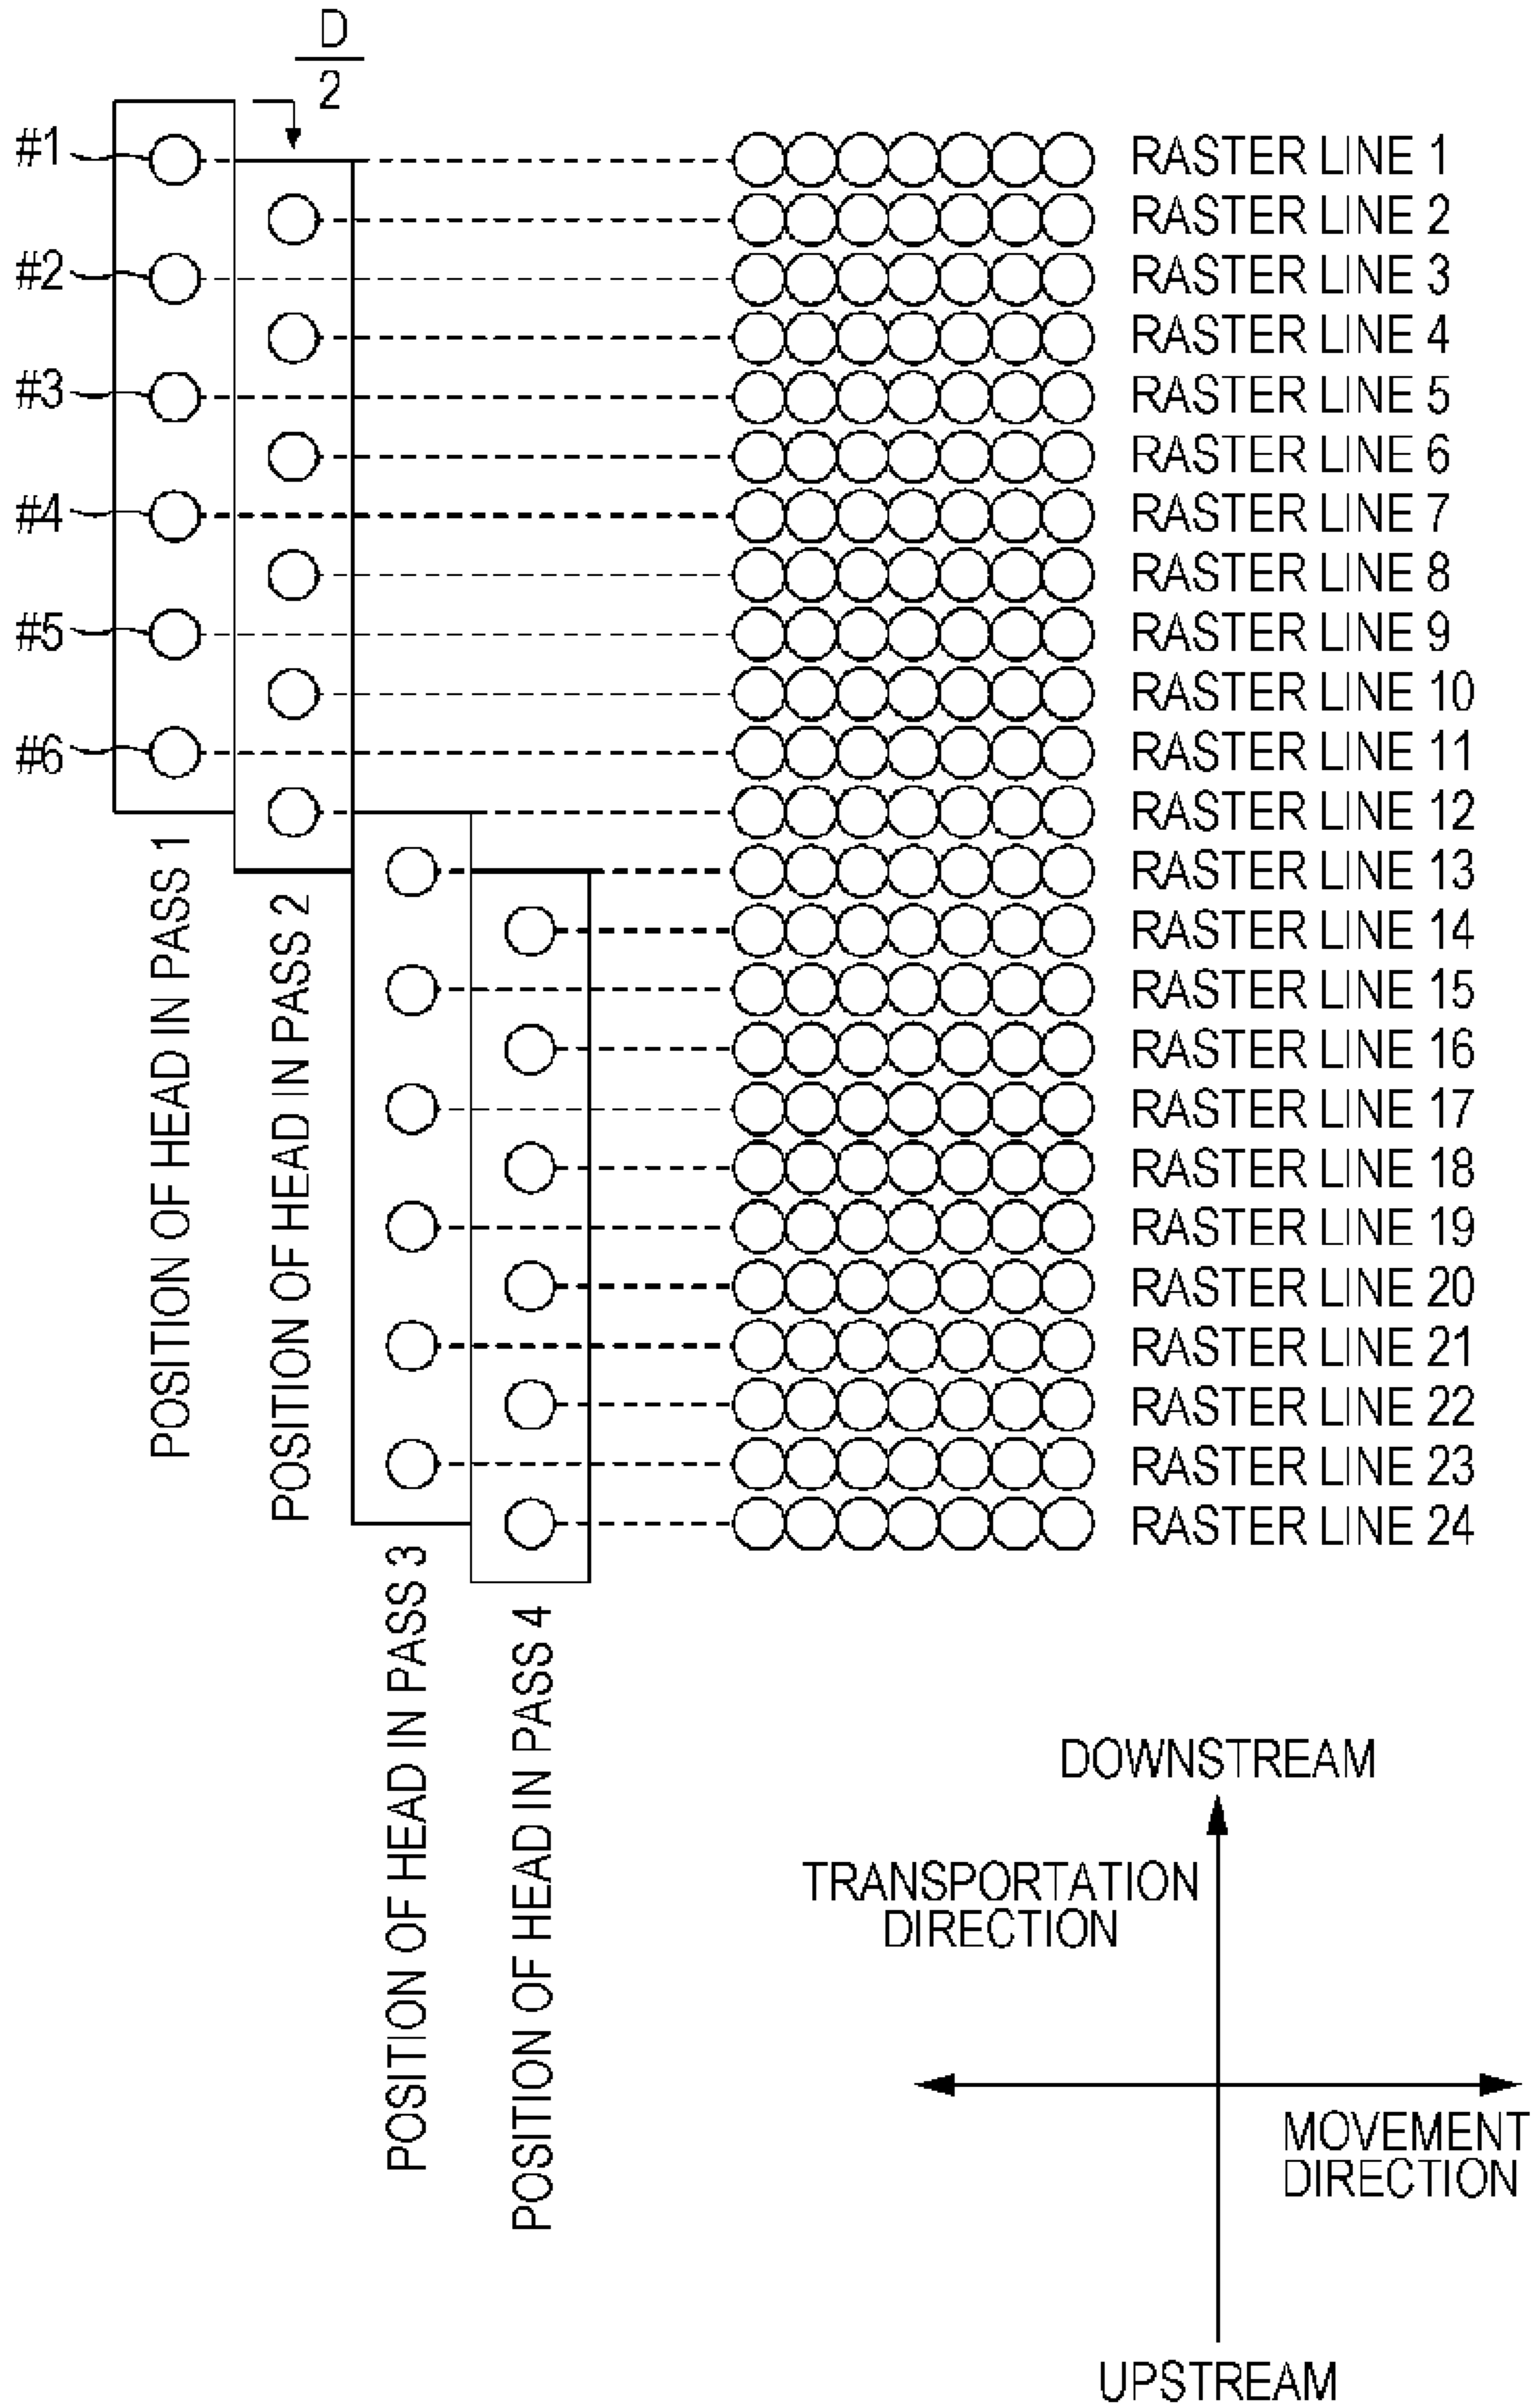 D
2
#1
RASTER LINE 1
RASTER LINE 2
#2
RASTER LINE 3
RASTER LINE 4
#3
RASTER LINE 5
RASTER LINE 6
#4
RASTER LINE 7
RASTER LINE 8
#5
RASTER LINE 9
RASTER LINE 10
#6
RASTER LINE 11
RASTER LINE 12
RASTER LINE 13
RASTER LINE 14
RASTER LINE 15
RASTER LINE 16
RASTER LINE 17
RASTER LINE 18
RASTER LINE 19
RASTER LINE 20
RASTER LINE 21
RASTER LINE 22
RASTER LINE 23
RASTER LINE 24
POSITION OF HEAD IN PASS 1
POSITION OF HEAD IN PASS 2
POSITION OF HEAD IN PASS 3
POSITION OF HEAD IN PASS 4
DOWNSTREAM
TRANSPORTATION
DIRECTION
MOVEMENT
DIRECTION
UPSTREAM